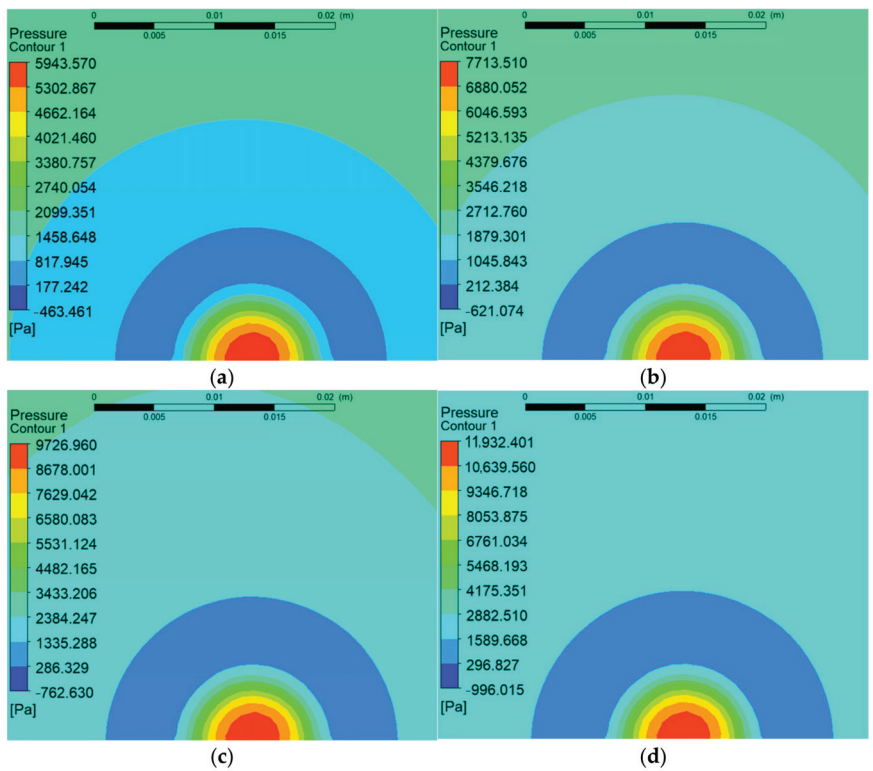 0 0.01 0.02 (m)
0.005 0.015
Pressure
Contour 1
5943.570
5302.867
4662.164
4021.460
3380.757
2740.054
2099.351
1458.648
817.945
177.242
-463.461
[Pa]
(a)
0 0.01 0.02 (m)
0.005 0.015
Pressure
Contour 1
7713.510
6880.052
6046.593
5213.135
4379.676
3546.218
2712.760
1879.301
1045.843
212.384
-621.074
[Pa]
(b)
0 0.01 0.02 (m)
0.005 0.015
Pressure
Contour 1
9726.960
8678.001
7629.042
6580.083
5531.124
4482.165
3433.206
2384.247
1335.288
286.329
-762.630
[Pa]
(c)
0 0.01 0.02 (m)
0.005 0.015
Pressure
Contour 1
11,932.401
10,639.560
9346.718
8053.875
6761.034
5468.193
4175.351
2882.510
1589.668
296.827
-996.015
[Pa]
(d)